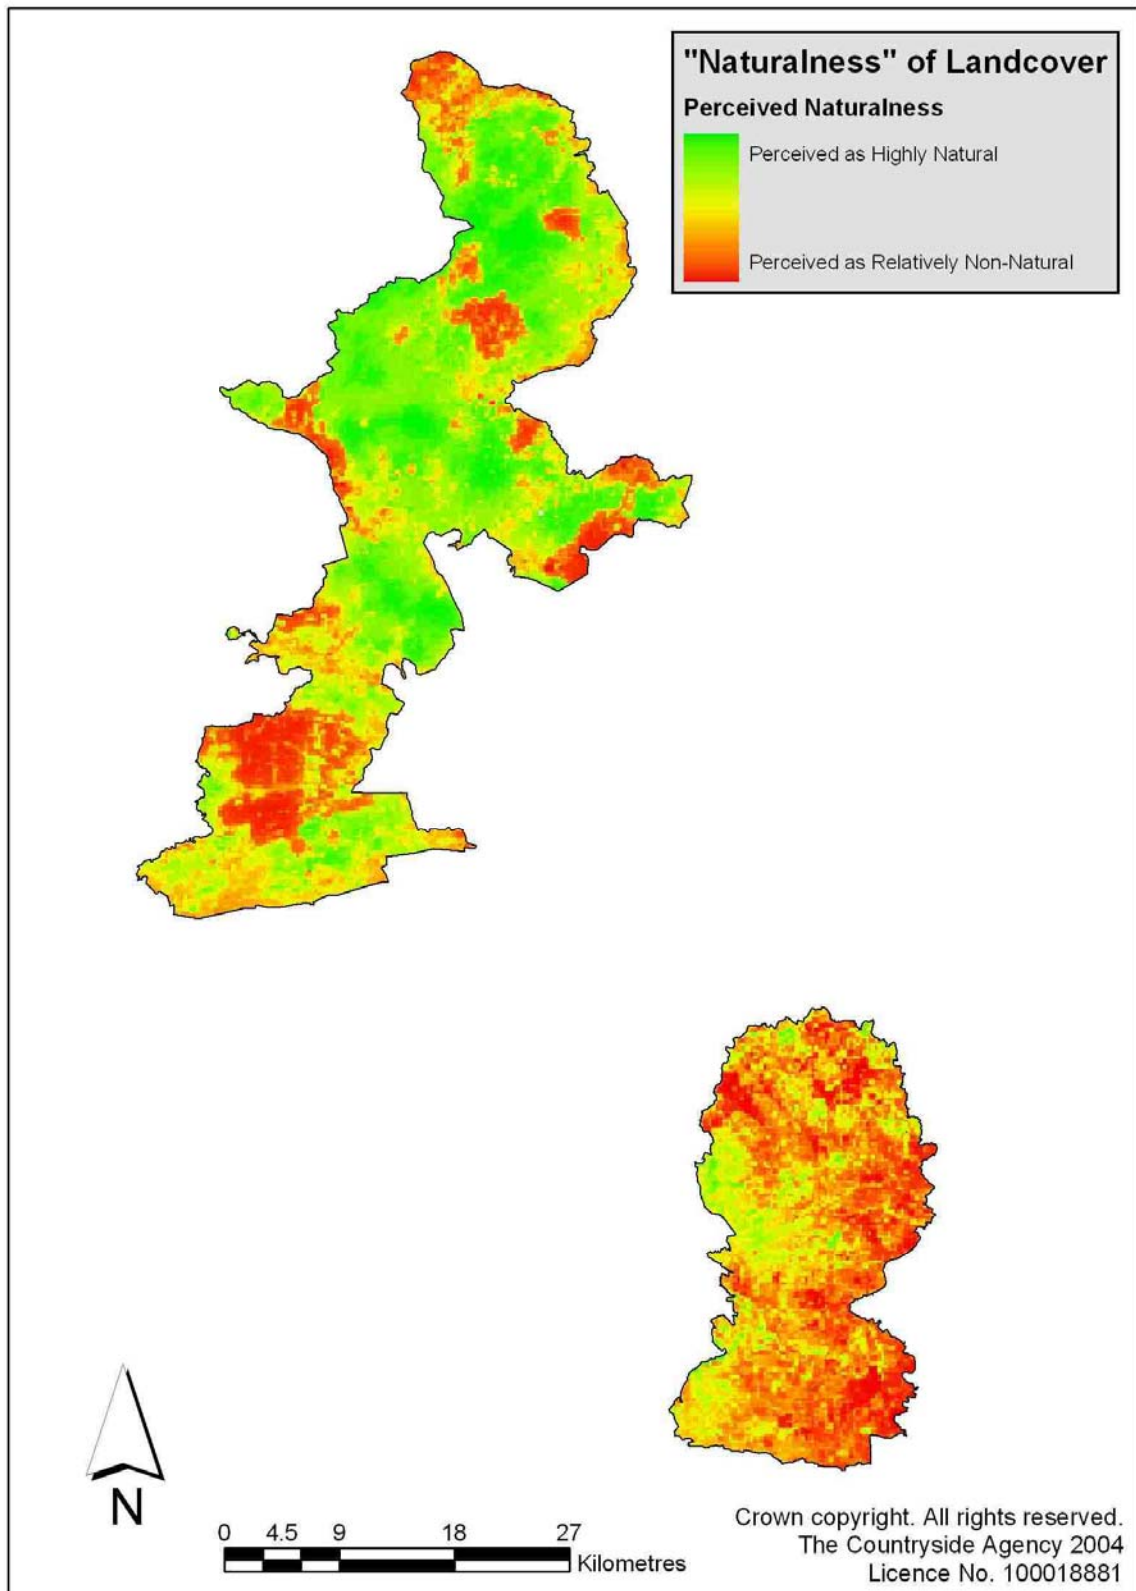 "Naturalness" of Landcover
Perceived Naturalness
Perceived as Highly Natural
Perceived as Relatively Non-Natural
N
0 4.5 9 18 27
Kilometres
Crown copyright. All rights reserved.
The Countryside Agency 2004
Licence No. 100018881